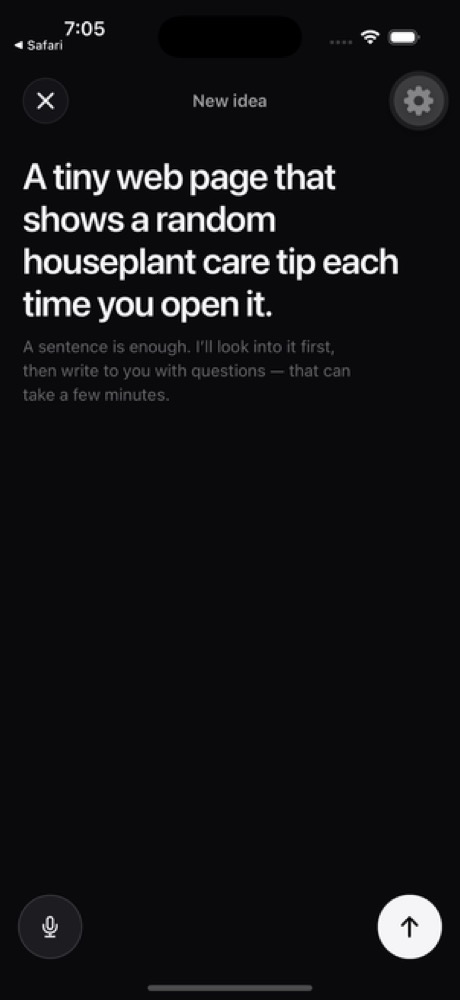 7:05
◀ Safari
New idea
A tiny web page that
shows a random
houseplant care tip each
time you open it.
A sentence is enough. I’ll look into it first,
then write to you with questions — that can
take a few minutes.